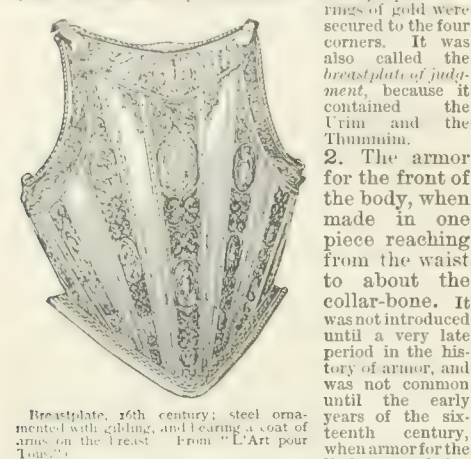 rings of gold were
secured to the four
corners. It was
also called the
breastplate of judg-
ment, because it
contained the
Urim and the
Thummim.
2. The armor
for the front of
the body, when
made in one
piece reaching
from the waist
to about the
collar-bone. It
was not introduced
until a very late
period in the his-
tory of armor, and
was not common
until the early
years of the six-
teenth century,
when armor for the
Breastplate, 16th century; steel orna-
mented with gilding, and bearing a coat of
arms on the breast From "L'Art pour
Tous."